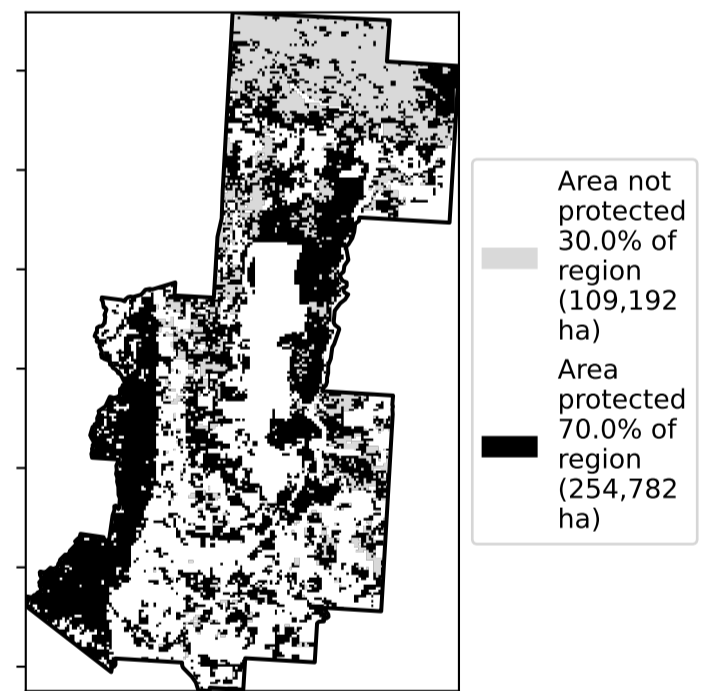 Area not
protected
30.0% of
region
(109,192
ha)
Area
protected
70.0% of
region
(254,782
ha)